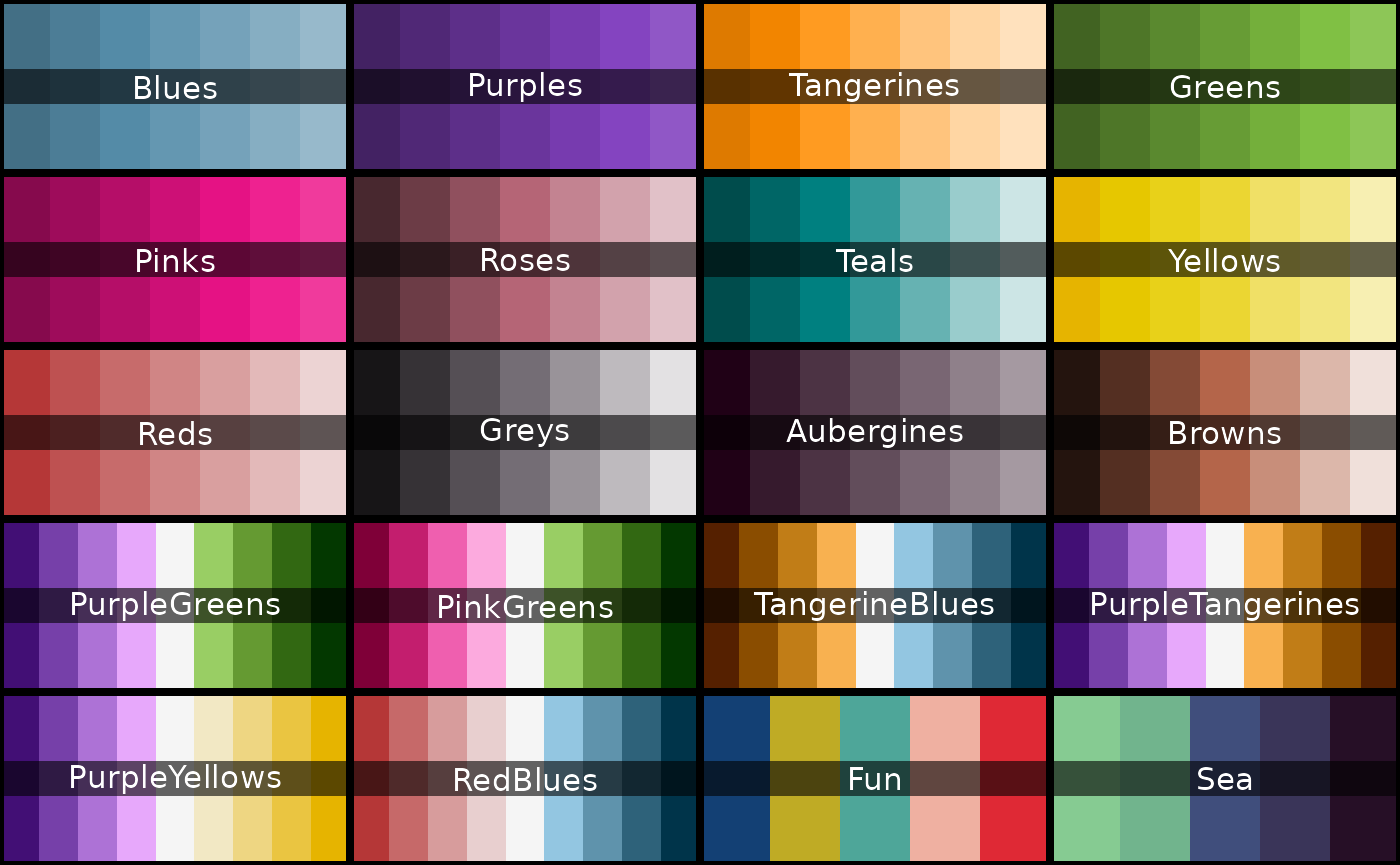 Blues
Purples
Tangerines
Greens
Pinks
Roses
Teals
Yellows
Reds
Greys
Aubergines
Browns
PurpleGreens
PinkGreens
TangerineBlues
PurpleTangerines
PurpleYellows
RedBlues
Fun
Sea